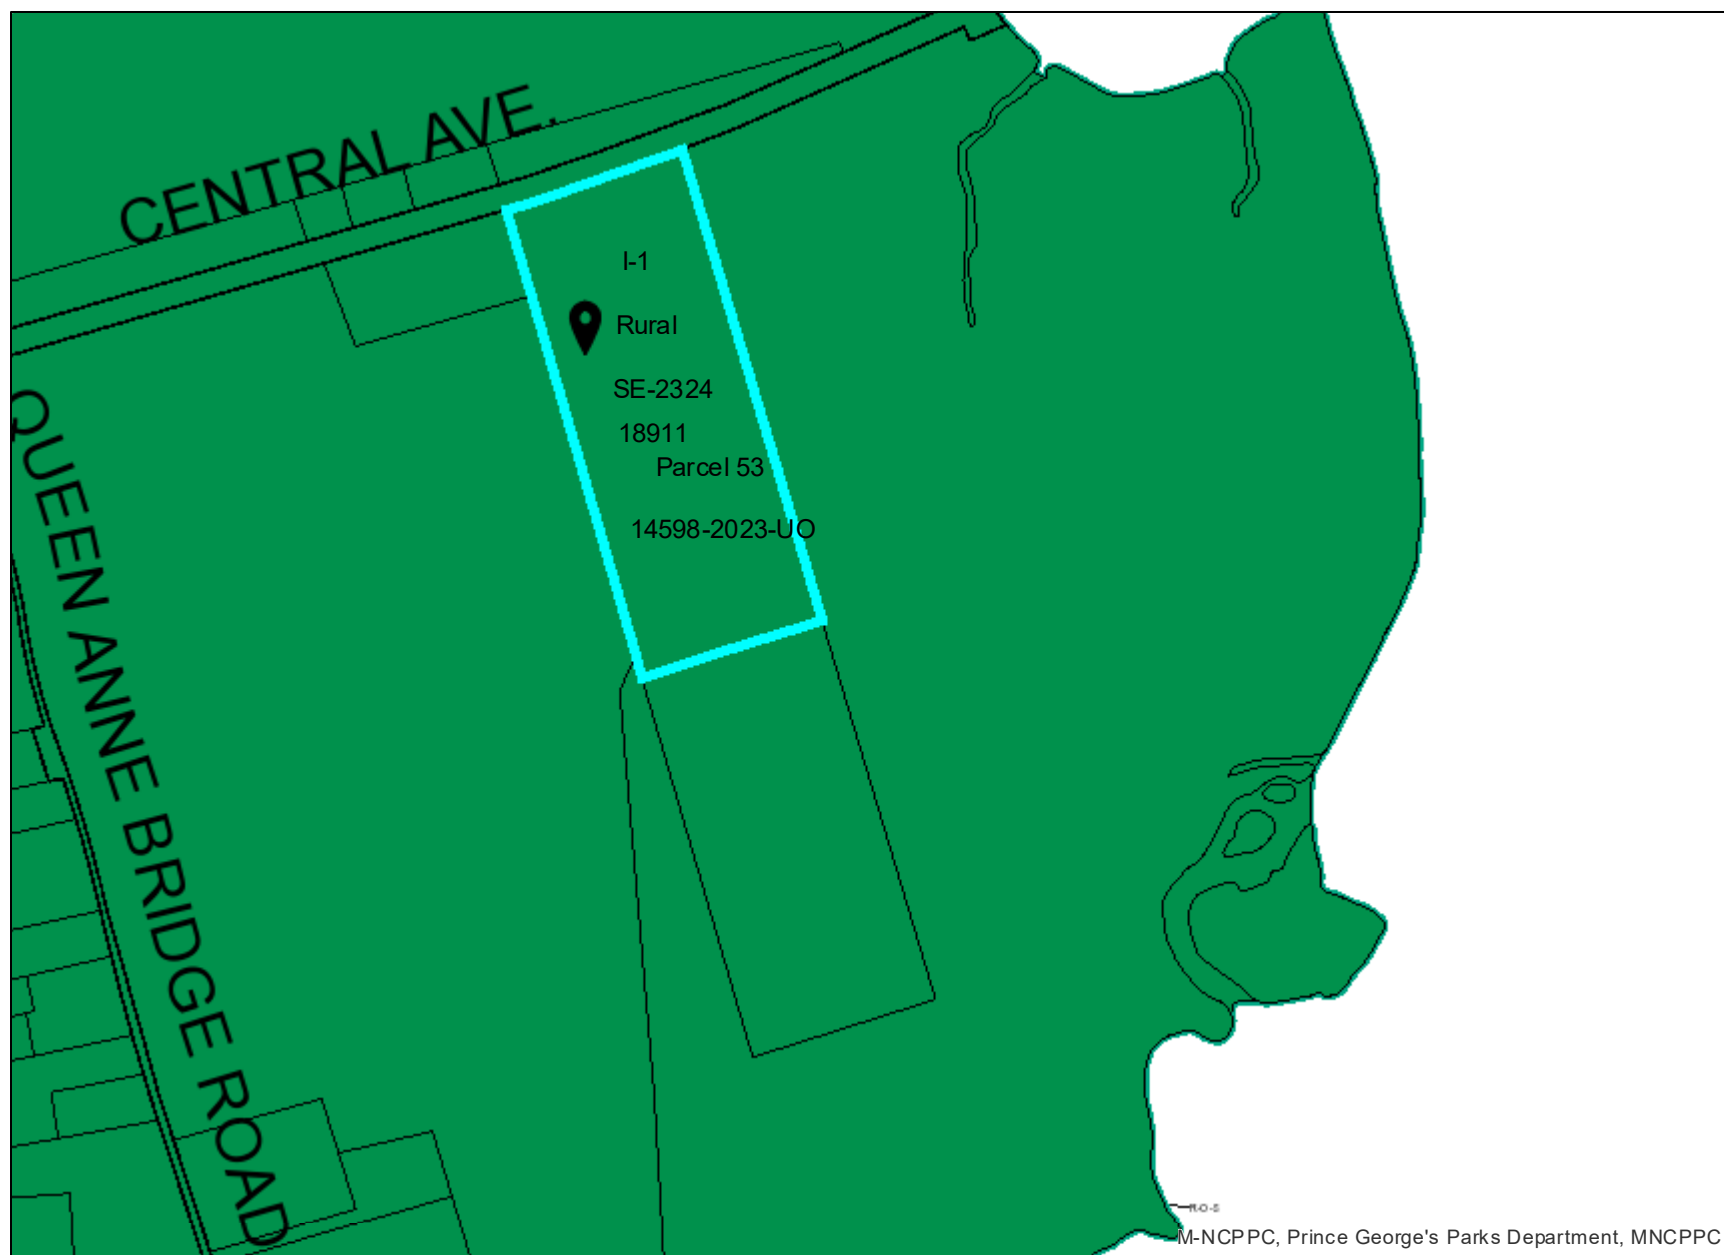 CENTRAL AVE.
I-1
Rural
SE-2324
18911
Parcel 53
14598-2023-UO
QUEEN ANNE BRIDGE ROAD
R-O-S
M-NCPPC, Prince George's Parks Department, MNCPPC